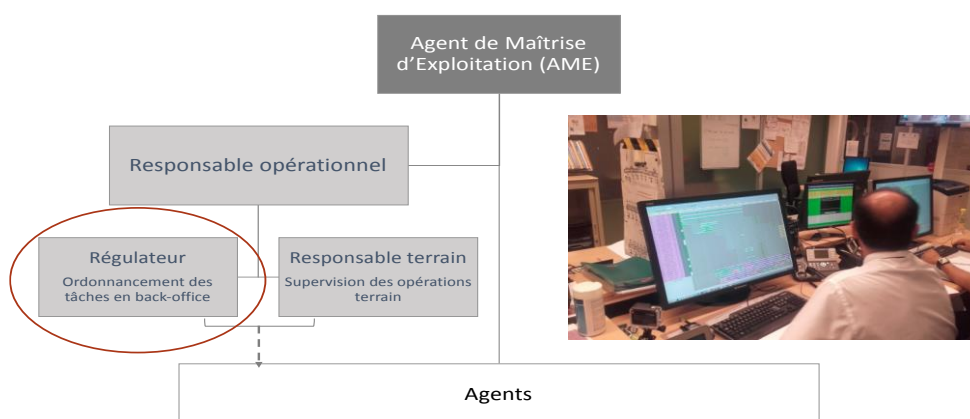 Agent de Maîtrise
d'Exploitation (AME)
Responsable opérationnel
Régulateur
Ordonnancement des
tâches en back-office
Responsable terrain
Supervision des opérations
terrain
Agents